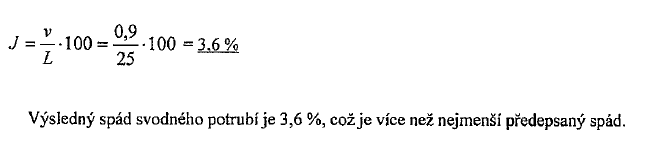 J = v/L · 100 = 0,9/25 · 100 = 3,6 %
Výsledný spád svodného potrubí je 3,6 %, což je více než nejmenší předepsaný spád.